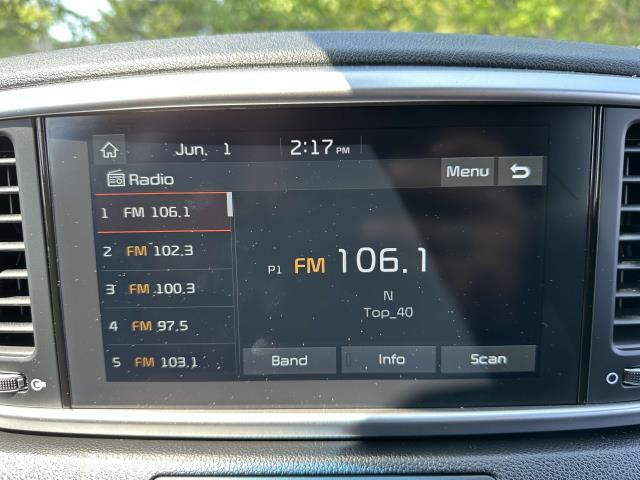 Jun. 1 2:17 PM
Radio Menu
1 FM 106.1
2 FM 102.3
3 FM 100.3
4 FM 97.5
5 FM 103.1
P1 FM 106.1
N
Top_40
Band Info Scan